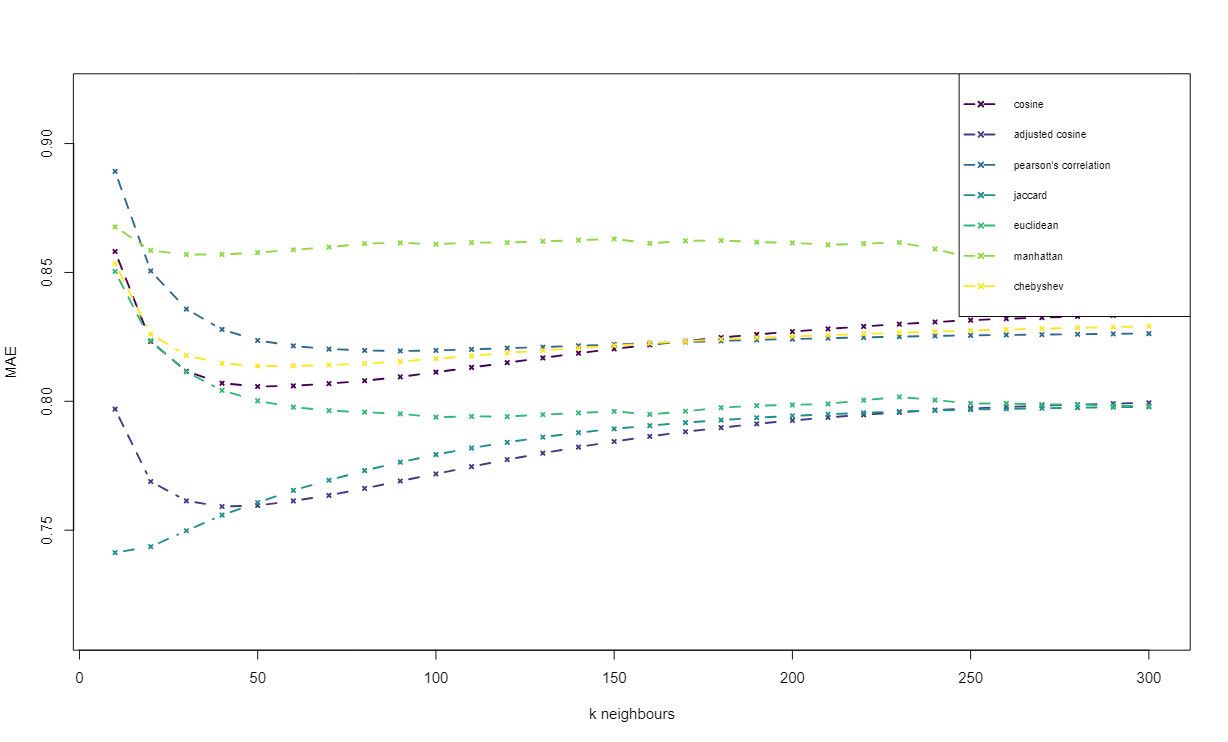 cosine
adjusted cosine
pearson's correlation
jaccard
euclidean
manhattan
chebyshev
MAE
0.90
0.85
0.80
0.75
0 50 100 150 200 250 300
k neighbours